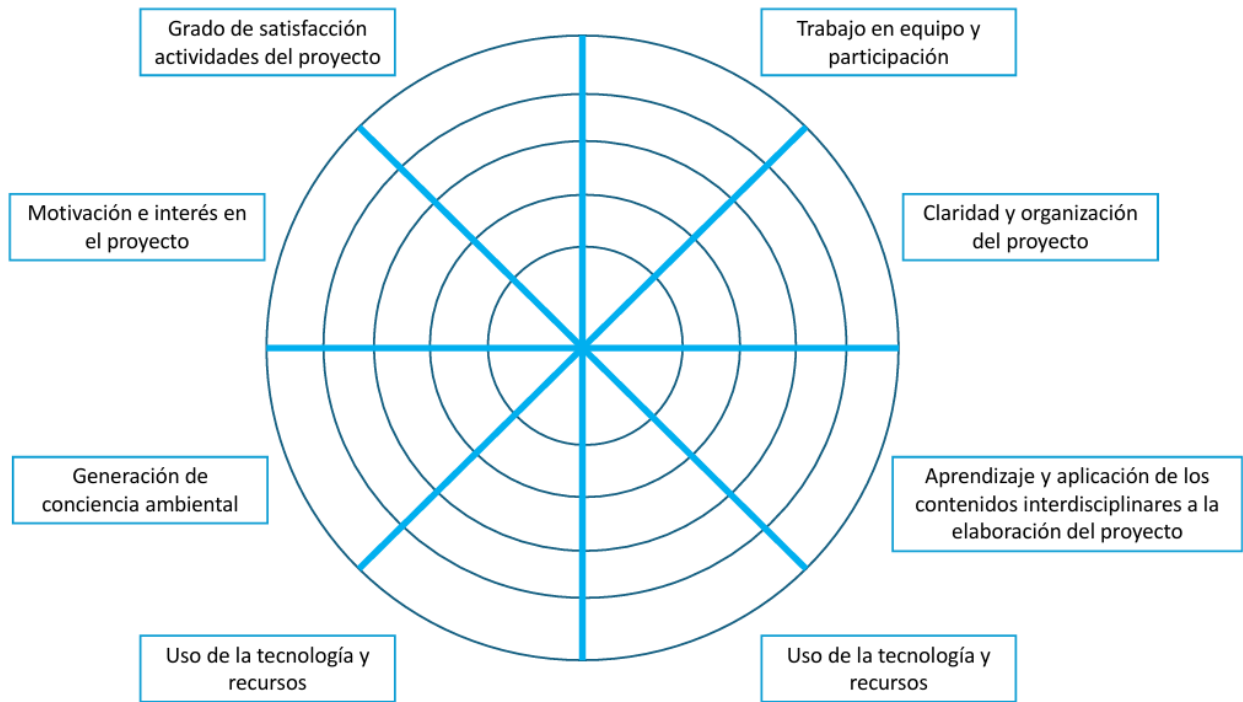 Grado de satisfacción
actividades del proyecto
Trabajo en equipo y
participación
Motivación e interés en
el proyecto
Claridad y organización
del proyecto
Generación de
conciencia ambiental
Aprendizaje y aplicación de los
contenidos interdisciplinares a la
elaboración del proyecto
Uso de la tecnología y
recursos
Uso de la tecnología y
recursos